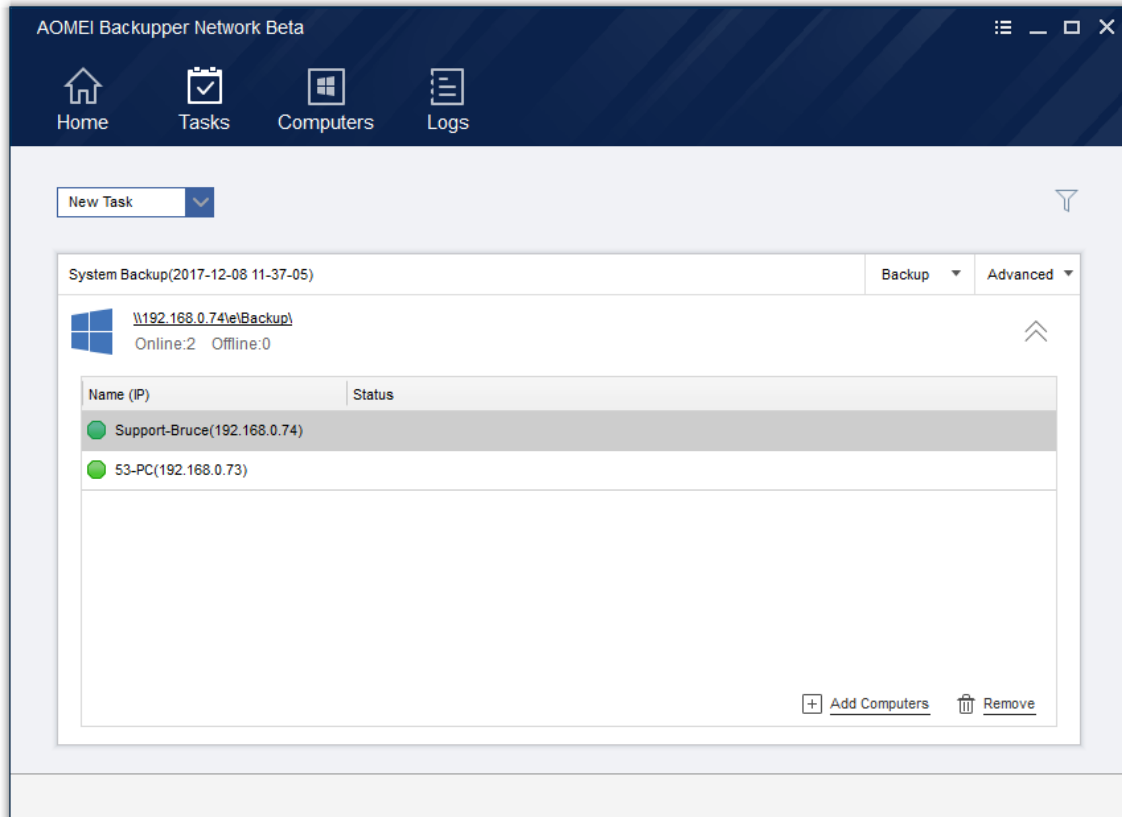 AOMEI Backupper Network Beta
Home Tasks Computers Logs
New Task
System Backup(2017-12-08 11-37-05) Backup Advanced
\\192.168.0.74\e\Backup\
Online:2 Offline:0
Name (IP) Status
Support-Bruce(192.168.0.74)
53-PC(192.168.0.73)
Add Computers Remove